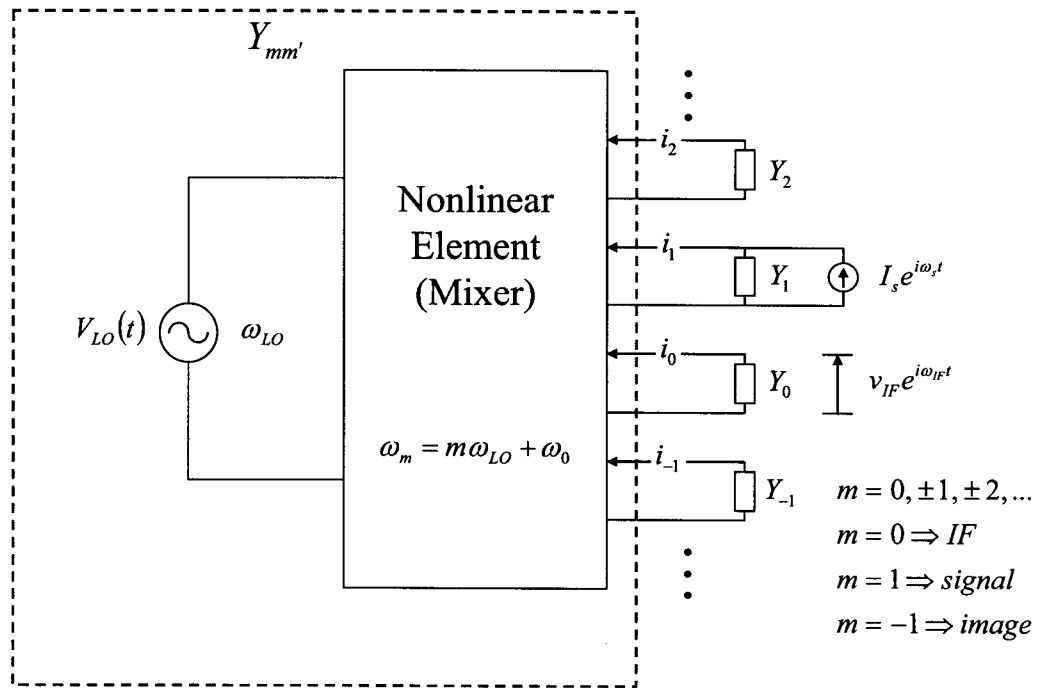 Y_{mm'}
Nonlinear
Element
(Mixer)
V_{LO}(t)
ω_{LO}
ω_m = mω_{LO} + ω_0
i_2
Y_2
i_1
Y_1
I_s e^{iω_s t}
i_0
Y_0
v_{IF} e^{iω_{IF} t}
i_{-1}
Y_{-1}
m = 0, ±1, ±2, ...
m = 0 ⇒ IF
m = 1 ⇒ signal
m = −1 ⇒ image